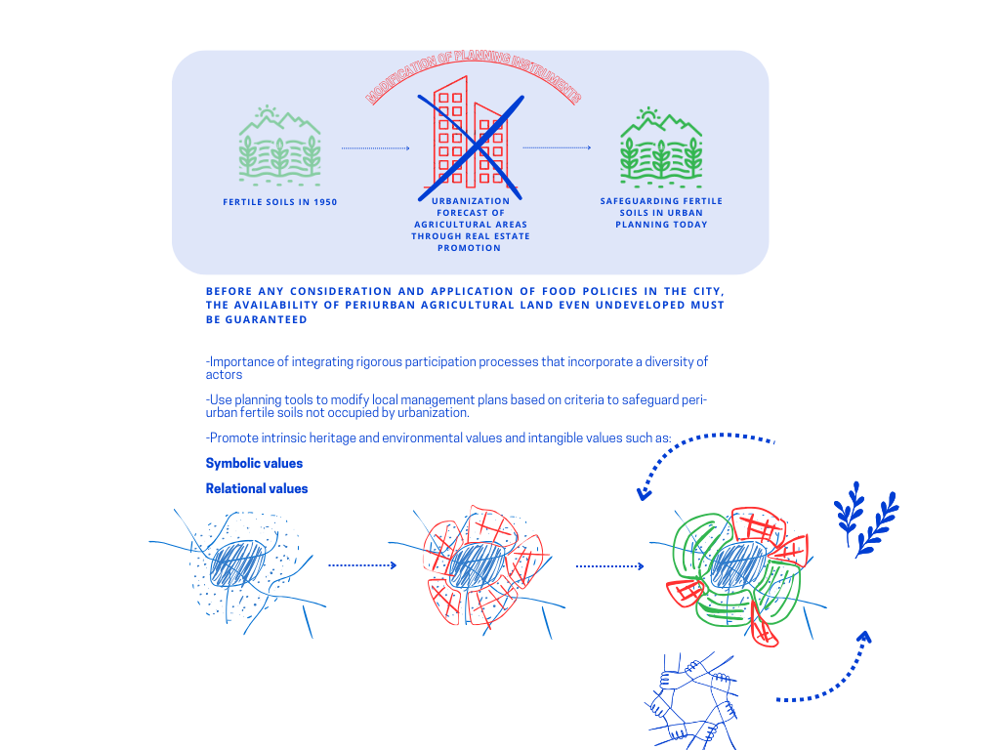 MODIFICATION OF PLANNING INSTRUMENTS
FERTILE SOILS IN 1950
URBANIZATION
FORECAST OF
AGRICULTURAL AREAS
THROUGH REAL ESTATE
PROMOTION
SAFEGUARDING FERTILE
SOILS IN URBAN
PLANNING TODAY
BEFORE ANY CONSIDERATION AND APPLICATION OF FOOD POLICIES IN THE CITY,
THE AVAILABILITY OF PERIURBAN AGRICULTURAL LAND EVEN UNDEVELOPED MUST
BE GUARANTEED
-Importance of integrating rigorous participation processes that incorporate a diversity of
actors
-Use planning tools to modify local management plans based on criteria to safeguard peri-
urban fertile soils not occupied by urbanization.
-Promote intrinsic heritage and environmental values and intangible values such as:
Symbolic values
Relational values